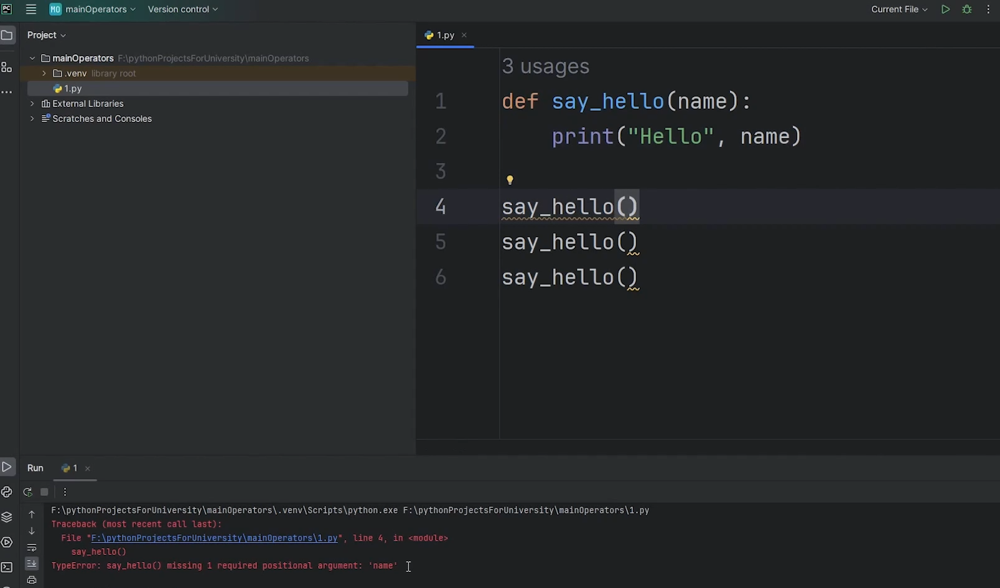 PC
MO mainOperators Version control Current File
Project
1.py
mainOperators F:\pythonProjectsForUniversity\mainOperators
.venv library root
1.py
External Libraries
Scratches and Consoles
3 usages
1 def say_hello(name):
2 print("Hello", name)
3
4 say_hello()
5 say_hello()
6 say_hello()
Run 1
F:\pythonProjectsForUniversity\mainOperators\.venv\Scripts\python.exe F:\pythonProjectsForUniversity\mainOperators\1.py
Traceback (most recent call last):
File "F:\pythonProjectsForUniversity\mainOperators\1.py", line 4, in <module>
say_hello()
TypeError: say_hello() missing 1 required positional argument: 'name'